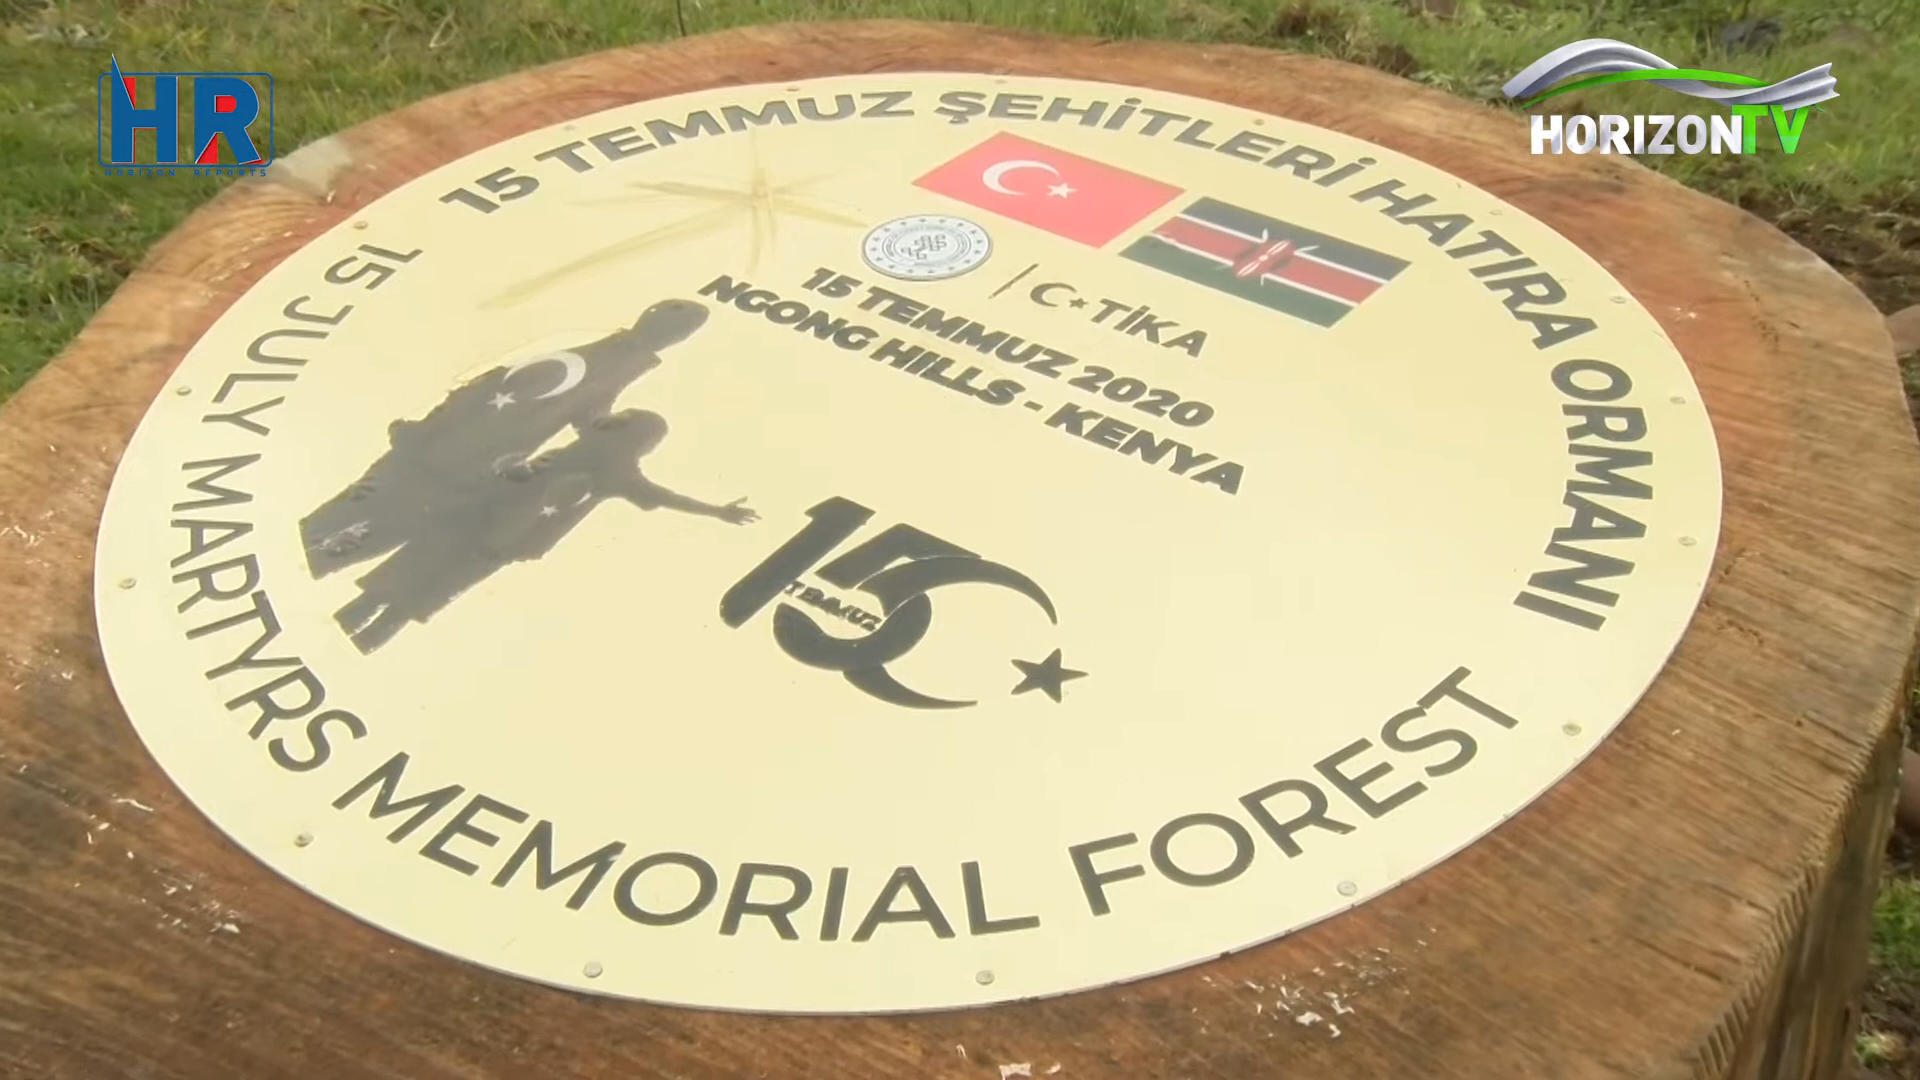 HR
HORIZON REPORTS
HORIZON TV
15 TEMMUZ ŞEHİTLERİ HATIRA ORMANI
TİKA
15 TEMMUZ 2020
NGONG HILLS - KENYA
15
TEMMUZ
15 JULY MARTYRS MEMORIAL FOREST